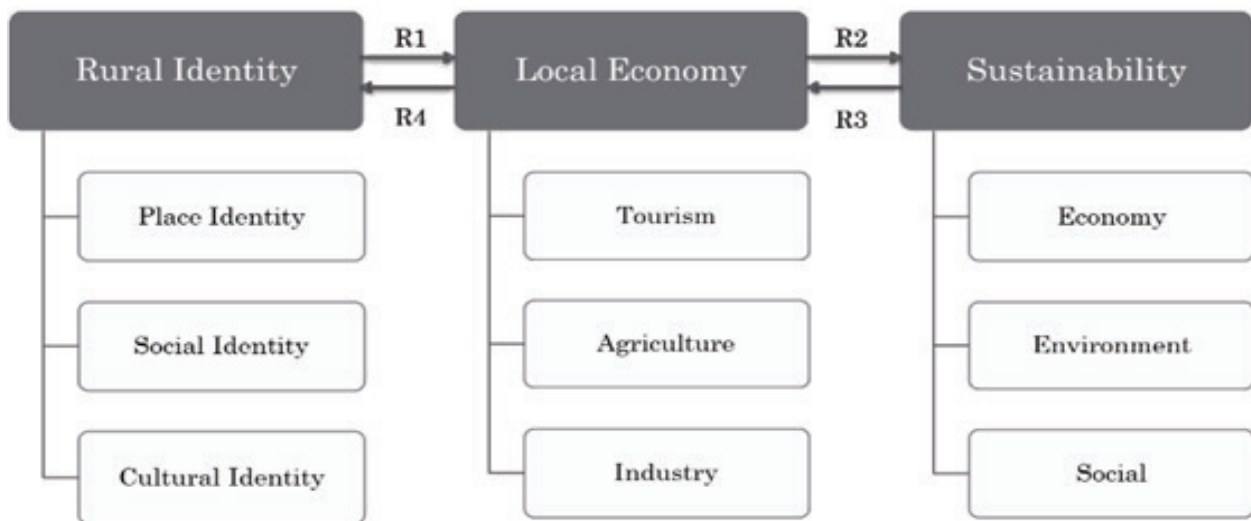 Rural Identity
R1
R4
Local Economy
R2
R3
Sustainability
Place Identity
Social Identity
Cultural Identity
Tourism
Agriculture
Industry
Economy
Environment
Social